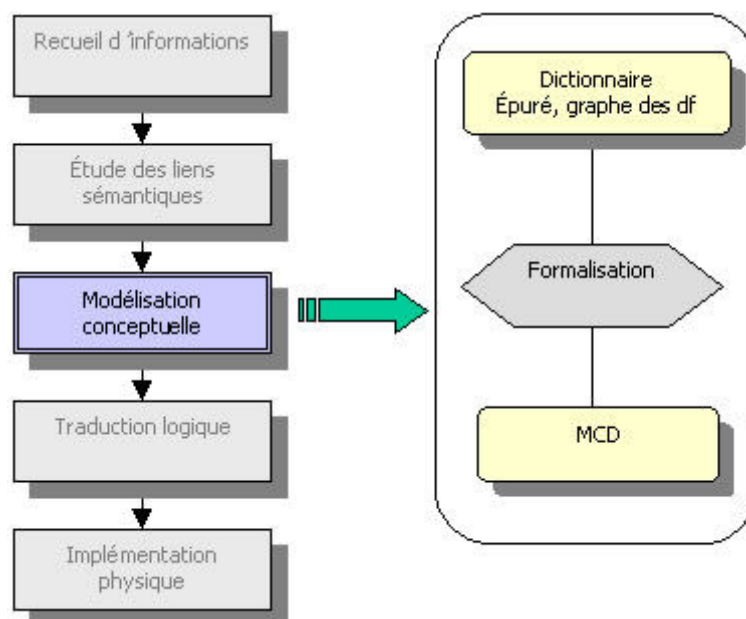 Recueil d 'informations
Étude des liens
sémantiques
Modélisation
conceptuelle
Traduction logique
Implémentation
physique
Dictionnaire
Épuré, graphe des df
Formalisation
MCD